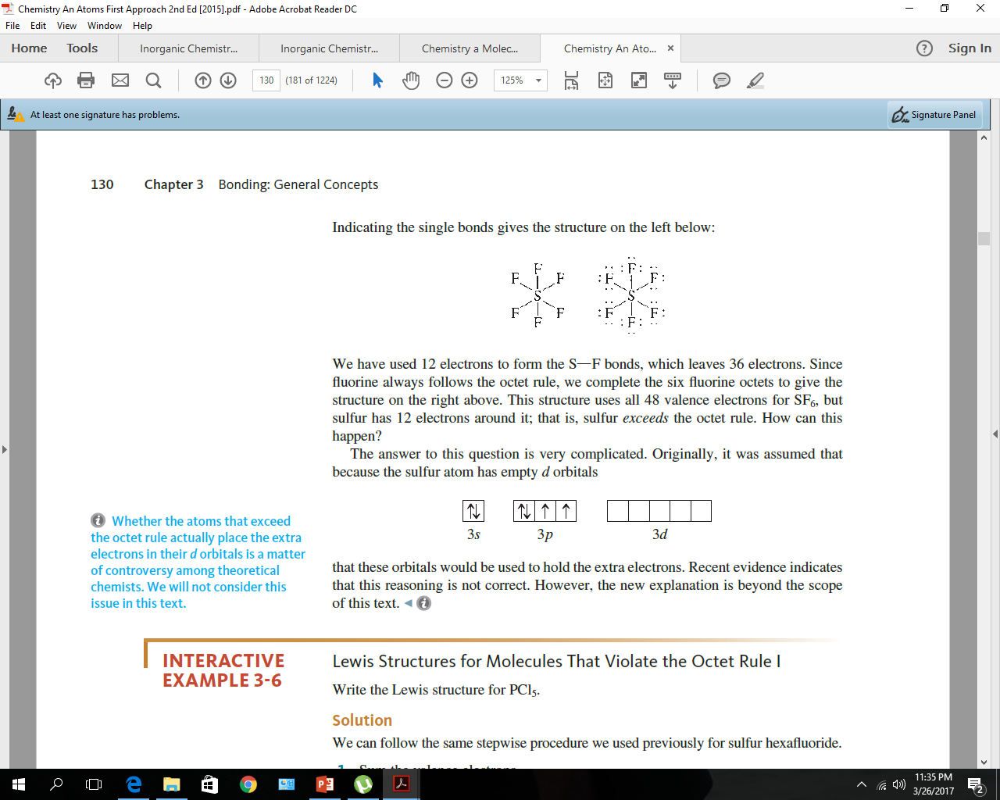 Chemistry An Atoms First Approach 2nd Ed [2015].pdf - Adobe Acrobat Reader DC
File Edit View Window Help
Home Tools Inorganic Chemistr... Inorganic Chemistr... Chemistry a Molec... Chemistry An Ato... × Sign In
130 (181 of 1224) 125%
At least one signature has problems. Signature Panel
130 Chapter 3 Bonding: General Concepts
Indicating the single bonds gives the structure on the left below:
F :F:
F F :F F:
S S
F F :F F:
F :F:
We have used 12 electrons to form the S—F bonds, which leaves 36 electrons. Since
fluorine always follows the octet rule, we complete the six fluorine octets to give the
structure on the right above. This structure uses all 48 valence electrons for SF₆, but
sulfur has 12 electrons around it; that is, sulfur exceeds the octet rule. How can this
happen?
The answer to this question is very complicated. Originally, it was assumed that
because the sulfur atom has empty d orbitals
3s 3p 3d
i Whether the atoms that exceed
the octet rule actually place the extra
electrons in their d orbitals is a matter
of controversy among theoretical
chemists. We will not consider this
issue in this text.
that these orbitals would be used to hold the extra electrons. Recent evidence indicates
that this reasoning is not correct. However, the new explanation is beyond the scope
of this text. ◄ i
INTERACTIVE
EXAMPLE 3-6
Lewis Structures for Molecules That Violate the Octet Rule I
Write the Lewis structure for PCl₅.
Solution
We can follow the same stepwise procedure we used previously for sulfur hexafluoride.
1 Sum the valence electrons
11:35 PM
3/26/2017
2